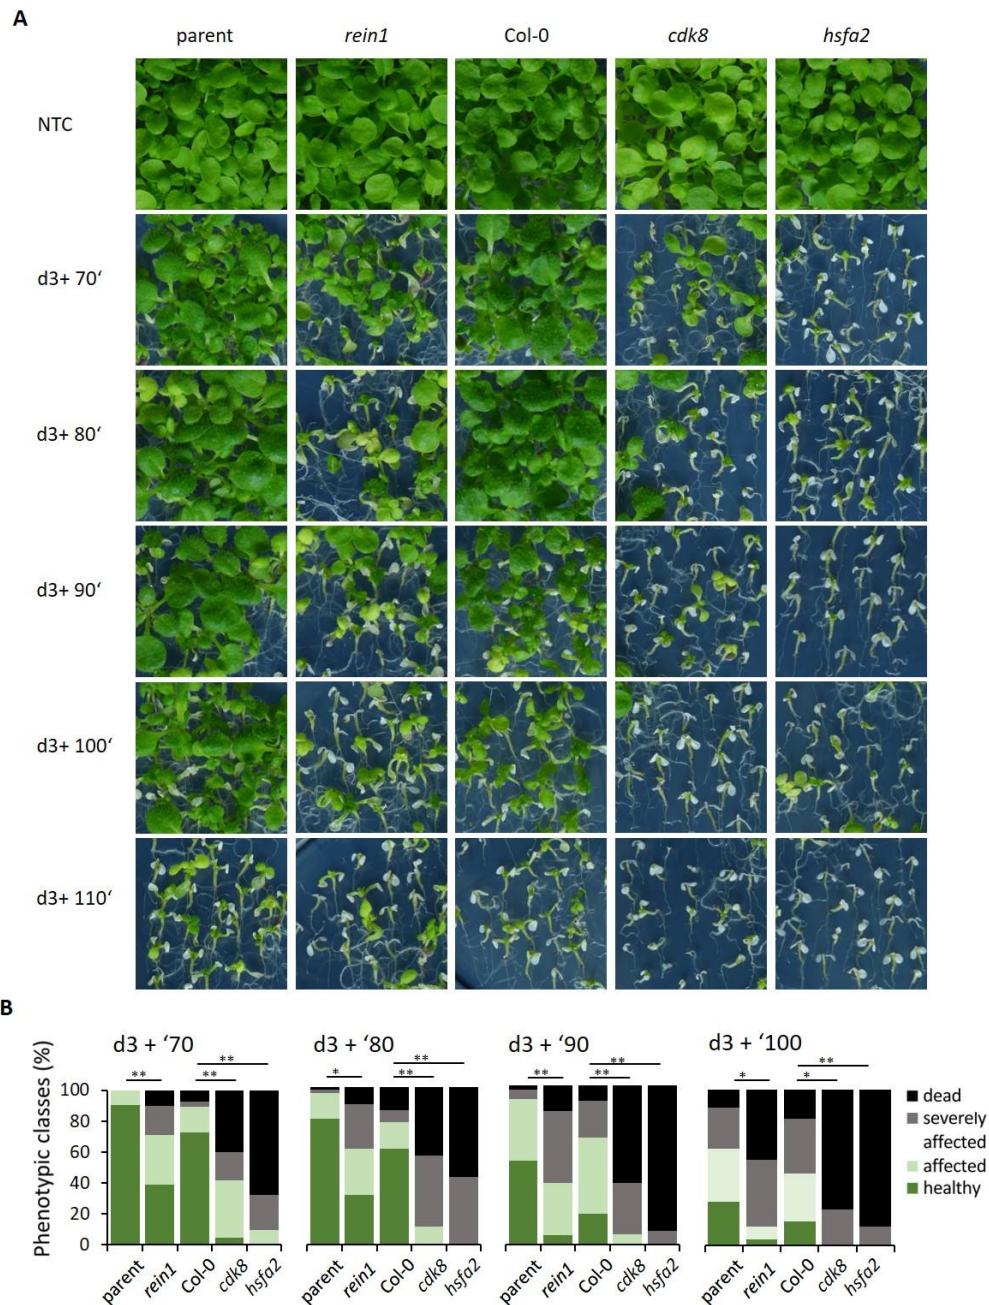 A
parent rein1 Col-0 cdk8 hsfa2
NTC
d3+ 70‘
d3+ 80‘
d3+ 90‘
d3+ 100‘
d3+ 110‘
B
d3 + ‘70 d3 + ‘80 d3 + ‘90 d3 + ‘100
** ** ** **
** ** * ** ** ** * *
Phenotypic classes (%)
100
80
60
40
20
0
dead
severely
affected
affected
healthy
parent rein1 Col-0 cdk8 hsfa2 parent rein1 Col-0 cdk8 hsfa2 parent rein1 Col-0 cdk8 hsfa2 parent rein1 Col-0 cdk8 hsfa2